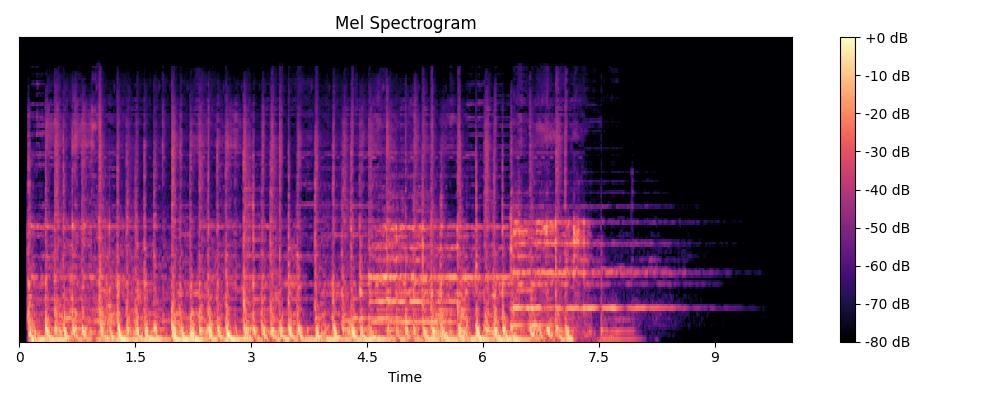 Mel Spectrogram
+0 dB
-10 dB
-20 dB
-30 dB
-40 dB
-50 dB
-60 dB
-70 dB
-80 dB
0 1.5 3 4.5 6 7.5 9
Time